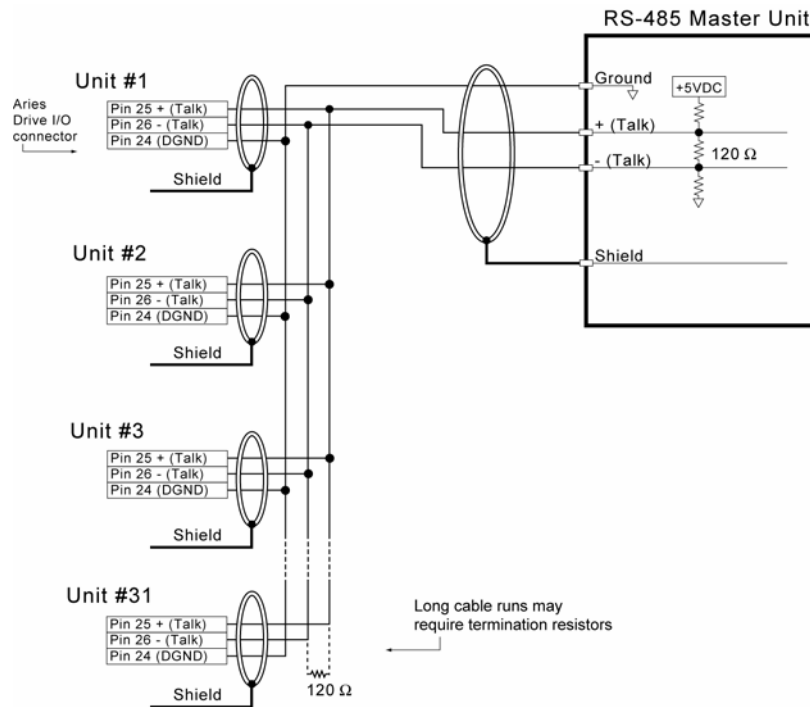 RS-485 Master Unit
Unit #1
Aries
Drive I/O
connector
Pin 25 + (Talk)
Pin 26 - (Talk)
Pin 24 (DGND)
Shield
Ground
+5VDC
+ (Talk)
- (Talk)
120 Ω
Shield
Unit #2
Pin 25 + (Talk)
Pin 26 - (Talk)
Pin 24 (DGND)
Shield
Unit #3
Pin 25 + (Talk)
Pin 26 - (Talk)
Pin 24 (DGND)
Shield
Unit #31
Pin 25 + (Talk)
Pin 26 - (Talk)
Pin 24 (DGND)
Shield
120 Ω
Long cable runs may
require termination resistors